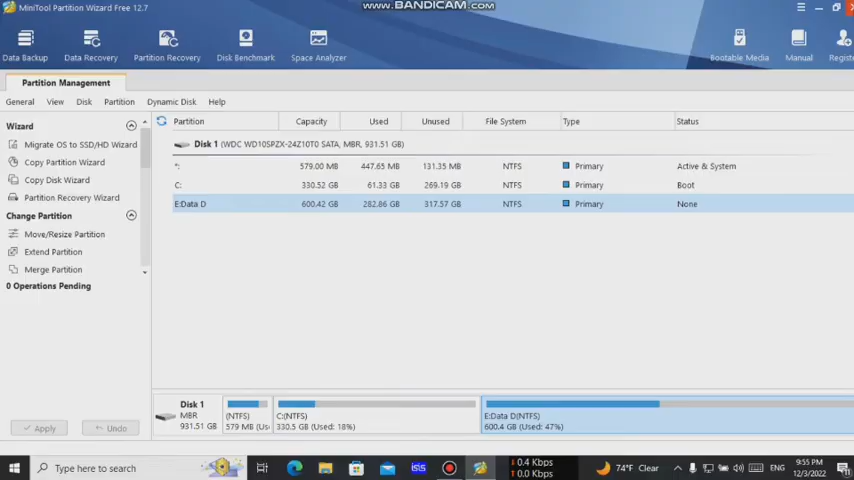 MiniTool Partition Wizard Free 12.7
www.BANDICAM.com
Data Backup
Data Recovery
Partition Recovery
Disk Benchmark
Space Analyzer
Bootable Media
Manual
Registe
Partition Management
General View Disk Partition Dynamic Disk Help
Wizard
Migrate OS to SSD/HD Wizard
Copy Partition Wizard
Copy Disk Wizard
Partition Recovery Wizard
Change Partition
Move/Resize Partition
Extend Partition
Merge Partition
0 Operations Pending
Apply Undo
Partition Capacity Used Unused File System Type Status
Disk 1 (WDC WD10SPZX-24Z10T0 SATA, MBR, 931.51 GB)
*: 579.00 MB 447.65 MB 131.35 MB NTFS Primary Active & System
C: 330.52 GB 61.33 GB 269.19 GB NTFS Primary Boot
E:Data D 600.42 GB 282.86 GB 317.57 GB NTFS Primary None
Disk 1
MBR
931.51 GB
(NTFS)
579 MB (Us
C:(NTFS)
330.5 GB (Used: 18%)
E:Data D(NTFS)
600.4 GB (Used: 47%)
Type here to search
isis
0.4 Kbps
0.0 Kbps
74°F Clear
ENG
9:55 PM
12/3/2022